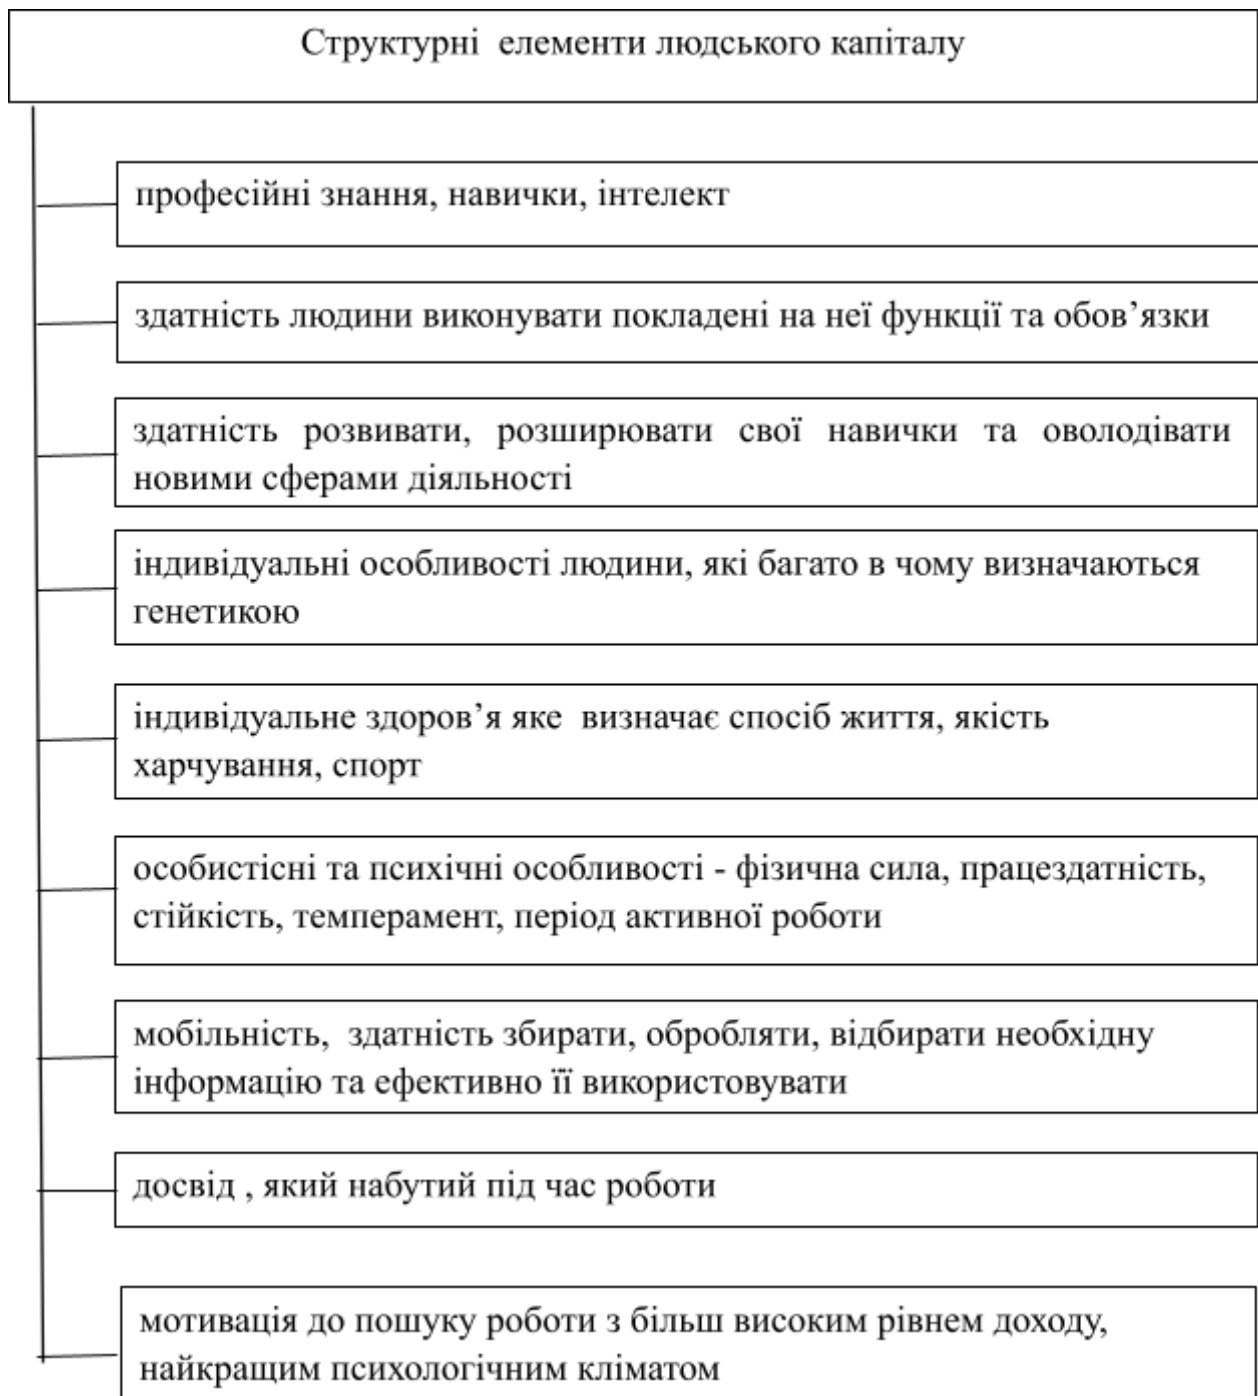 Структурні елементи людського капіталу
професійні знання, навички, інтелект
здатність людини виконувати покладені на неї функції та обов’язки
здатність розвивати, розширювати свої навички та оволодівати
новими сферами діяльності
індивідуальні особливості людини, які багато в чому визначаються
генетикою
індивідуальне здоров’я яке визначає спосіб життя, якість
харчування, спорт
особистісні та психічні особливості - фізична сила, працездатність,
стійкість, темперамент, період активної роботи
мобільність, здатність збирати, обробляти, відбирати необхідну
інформацію та ефективно її використовувати
досвід , який набутий під час роботи
мотивація до пошуку роботи з більш високим рівнем доходу,
найкращим психологічним кліматом